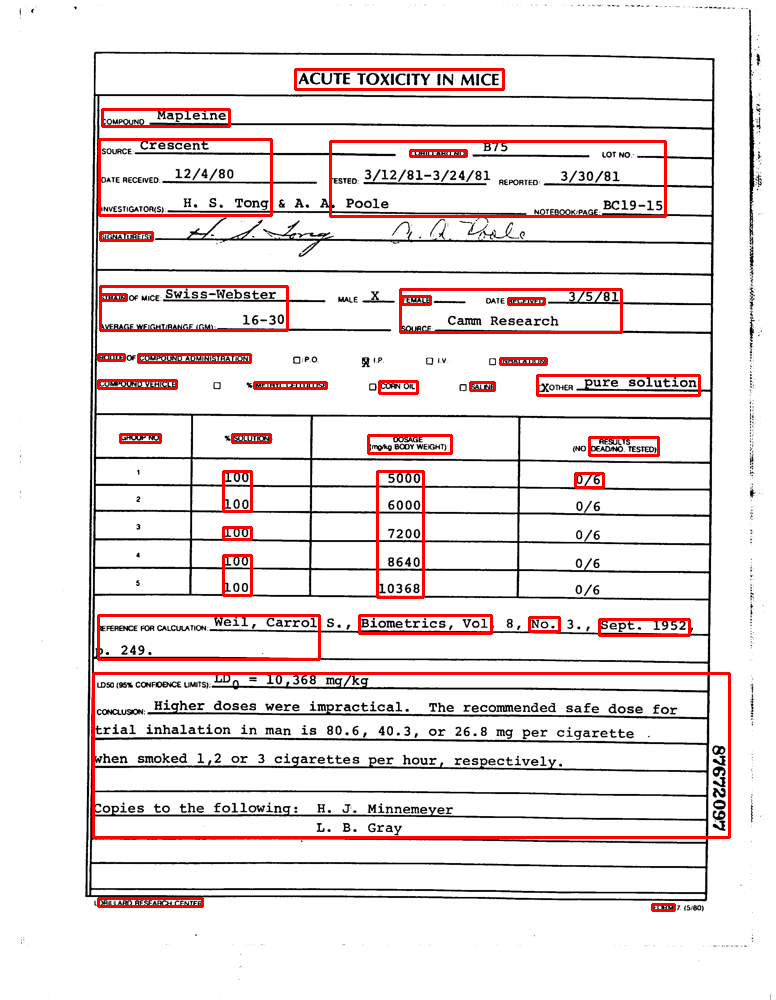 ACUTE TOXICITY IN MICE
COMPOUND Mapleine
SOURCE Crescent LORILLARD NO. B75 LOT NO.:
DATE RECEIVED: 12/4/80 TESTED: 3/12/81-3/24/81 REPORTED: 3/30/81
INVESTIGATOR(S): H. S. Tong & A. A. Poole NOTEBOOK/PAGE: BC19-15
SIGNATURE(S) H. S. Tong A. A. Poole
STRAIN OF MICE Swiss-Webster MALE X FEMALE DATE RECEIVED 3/5/81
AVERAGE WEIGHT/RANGE (GM): 16-30 SOURCE Camm Research
ROUTE OF COMPOUND ADMINISTRATION ☐ P.O. ☒ I.P. ☐ I.V. ☐ INHALATION
COMPOUND VEHICLE ☐ % METHYL CELLULOSE ☐ CORN OIL ☐ SALINE X OTHER pure solution
GROUP NO. % SOLUTION DOSAGE (mg/kg BODY WEIGHT) RESULTS (NO. DEAD/NO. TESTED)
1 100 5000 0/6
2 100 6000 0/6
3 100 7200 0/6
4 100 8640 0/6
5 100 10368 0/6
REFERENCE FOR CALCULATION: Weil, Carrol S., Biometrics, Vol 8, No. 3., Sept. 1952,
p. 249.
LD50 (95% CONFIDENCE LIMITS): LD0 = 10,368 mg/kg
CONCLUSION: Higher doses were impractical. The recommended safe dose for
trial inhalation in man is 80.6, 40.3, or 26.8 mg per cigarette .
when smoked 1,2 or 3 cigarettes per hour, respectively.
Copies to the following: H. J. Minnemeyer
L. B. Gray
87672097
LORILLARD RESEARCH CENTER FORM 7 (5/80)